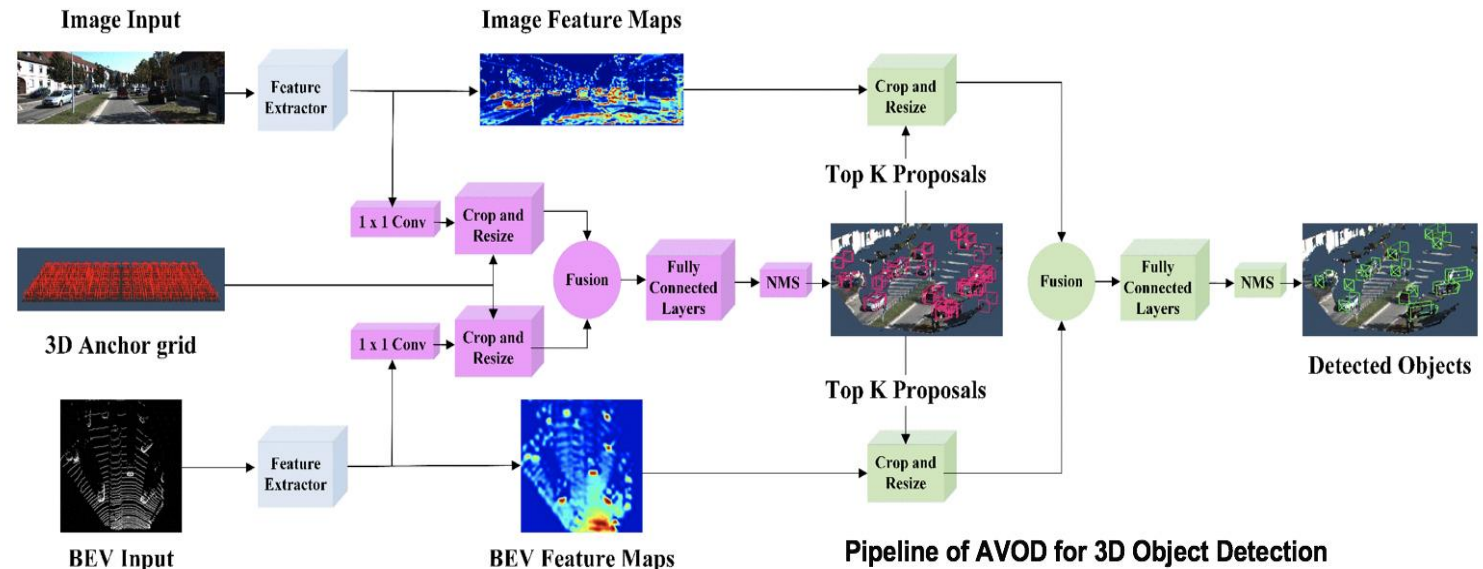 Image Input
Image Feature Maps
Feature
Extractor
Crop and
Resize
Top K Proposals
1 x 1 Conv
Crop and
Resize
Fusion
Fully
Connected
Layers
NMS
Fusion
Fully
Connected
Layers
NMS
3D Anchor grid
1 x 1 Conv
Crop and
Resize
Detected Objects
Top K Proposals
Feature
Extractor
Crop and
Resize
BEV Input
BEV Feature Maps
Pipeline of AVOD for 3D Object Detection